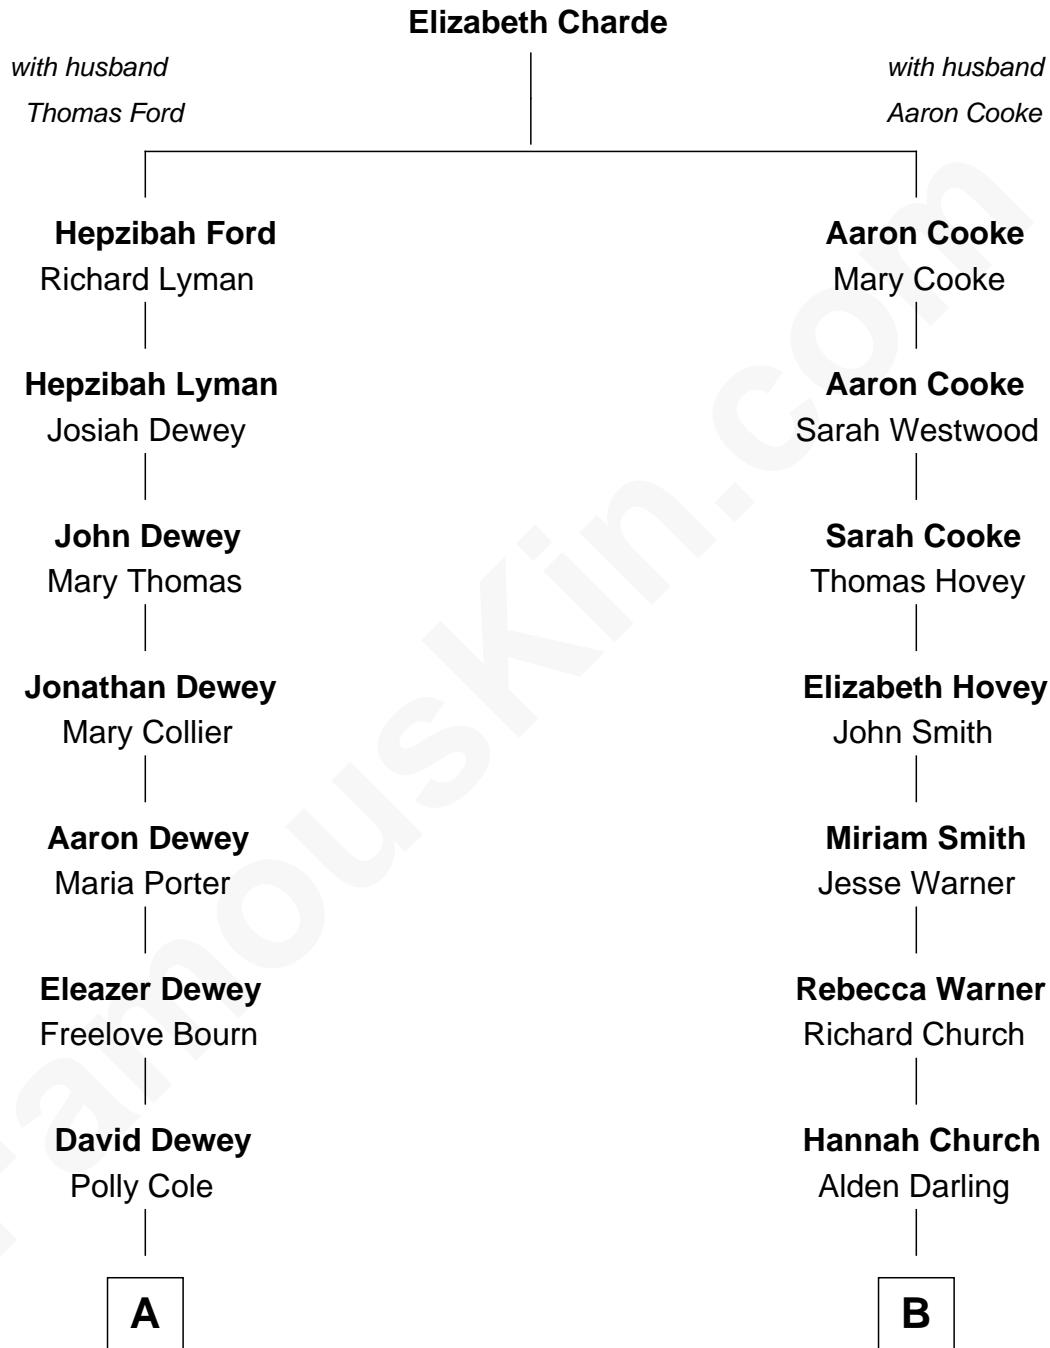 Elizabeth Charde
with husband
Thomas Ford
with husband
Aaron Cooke
Hepzibah Ford
Richard Lyman
Hepzibah Lyman
Josiah Dewey
John Dewey
Mary Thomas
Jonathan Dewey
Mary Collier
Aaron Dewey
Maria Porter
Eleazer Dewey
Freelove Bourn
David Dewey
Polly Cole
A
Aaron Cooke
Mary Cooke
Aaron Cooke
Sarah Westwood
Sarah Cooke
Thomas Hovey
Elizabeth Hovey
John Smith
Miriam Smith
Jesse Warner
Rebecca Warner
Richard Church
Hannah Church
Alden Darling
B
FamousKin.com